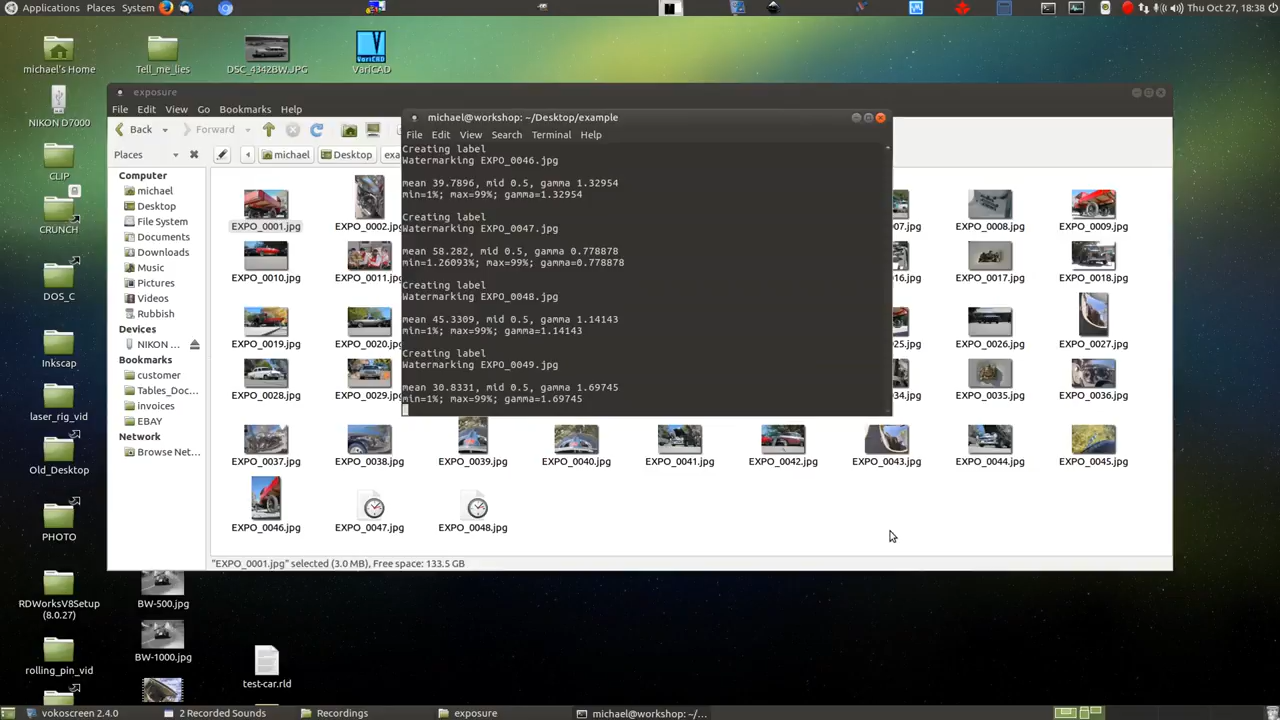 Applications Places System
Thu Oct 27, 18:38
michael's Home
Tell_me_lies
DSC_4342BW.JPG
VariCAD
NIKON D7000
CLIP
CRUNCH
DOS_C
Inkscap
laser_rig_vid
Old_Desktop
PHOTO
RDWorksV8Setup
(8.0.27)
rolling_pin_vid
BW-500.jpg
BW-1000.jpg
test-car.rld
exposure
File Edit View Go Bookmarks Help
Back Forward
Places
michael Desktop exa
Computer
michael
Desktop
File System
Documents
Downloads
Music
Pictures
Videos
Rubbish
Devices
NIKON ...
Bookmarks
customer
Tables_Doc...
invoices
EBAY
Network
Browse Net...
michael@workshop: ~/Desktop/example
File Edit View Search Terminal Help
Creating label
Watermarking EXPO_0046.jpg
mean 39.7896, mid 0.5, gamma 1.32954
min=1%; max=99%; gamma=1.32954
Creating label
Watermarking EXPO_0047.jpg
mean 58.282, mid 0.5, gamma 0.778878
min=1.26093%; max=99%; gamma=0.778878
Creating label
Watermarking EXPO_0048.jpg
mean 45.3309, mid 0.5, gamma 1.14143
min=1%; max=99%; gamma=1.14143
Creating label
Watermarking EXPO_0049.jpg
mean 30.8331, mid 0.5, gamma 1.69745
min=1%; max=99%; gamma=1.69745
EXPO_0001.jpg EXPO_0002. 07.jpg EXPO_0008.jpg EXPO_0009.jpg
EXPO_0010.jpg EXPO_0011. 16.jpg EXPO_0017.jpg EXPO_0018.jpg
EXPO_0019.jpg EXPO_0020. 25.jpg EXPO_0026.jpg EXPO_0027.jpg
EXPO_0028.jpg EXPO_0029. 34.jpg EXPO_0035.jpg EXPO_0036.jpg
EXPO_0037.jpg EXPO_0038.jpg EXPO_0039.jpg EXPO_0040.jpg EXPO_0041.jpg EXPO_0042.jpg EXPO_0043.jpg EXPO_0044.jpg EXPO_0045.jpg
EXPO_0046.jpg EXPO_0047.jpg EXPO_0048.jpg
"EXPO_0001.jpg" selected (3.0 MB), Free space: 133.5 GB
vokoscreen 2.4.0 2 Recorded Sounds Recordings exposure michael@workshop: ~/...